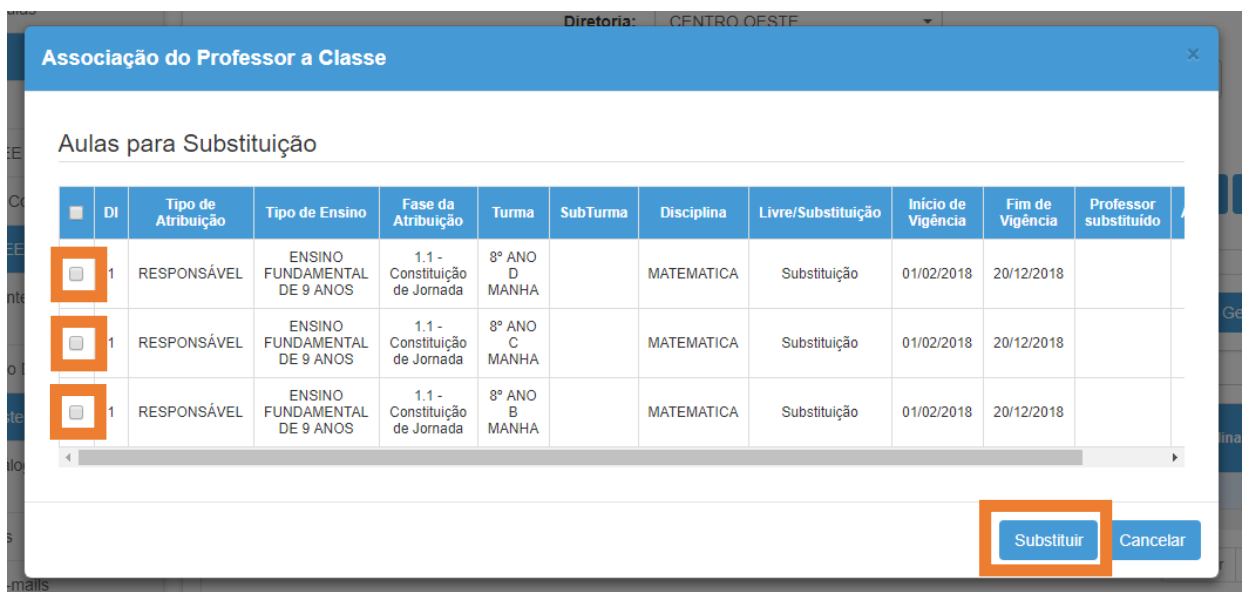 Diretoria: CENTRO OESTE
Associação do Professor a Classe ×
Aulas para Substituição
DI Tipo de Atribuição Tipo de Ensino Fase da Atribuição Turma SubTurma Disciplina Livre/Substituição Início de Vigência Fim de Vigência Professor substituído
1 RESPONSÁVEL ENSINO FUNDAMENTAL DE 9 ANOS 1.1 - Constituição de Jornada 8º ANO D MANHA MATEMATICA Substituição 01/02/2018 20/12/2018
1 RESPONSÁVEL ENSINO FUNDAMENTAL DE 9 ANOS 1.1 - Constituição de Jornada 8º ANO C MANHA MATEMATICA Substituição 01/02/2018 20/12/2018
1 RESPONSÁVEL ENSINO FUNDAMENTAL DE 9 ANOS 1.1 - Constituição de Jornada 8º ANO B MANHA MATEMATICA Substituição 01/02/2018 20/12/2018
Substituir Cancelar